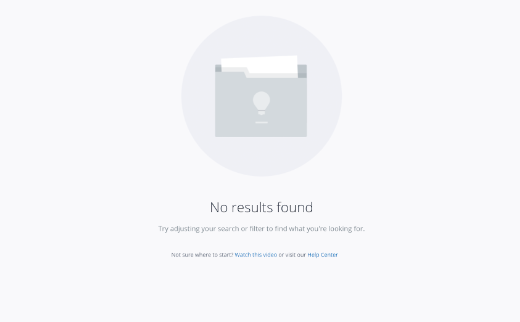 No results found
Try adjusting your search or filter to find what you're looking for.
Not sure where to start? Watch this video or visit our Help Center